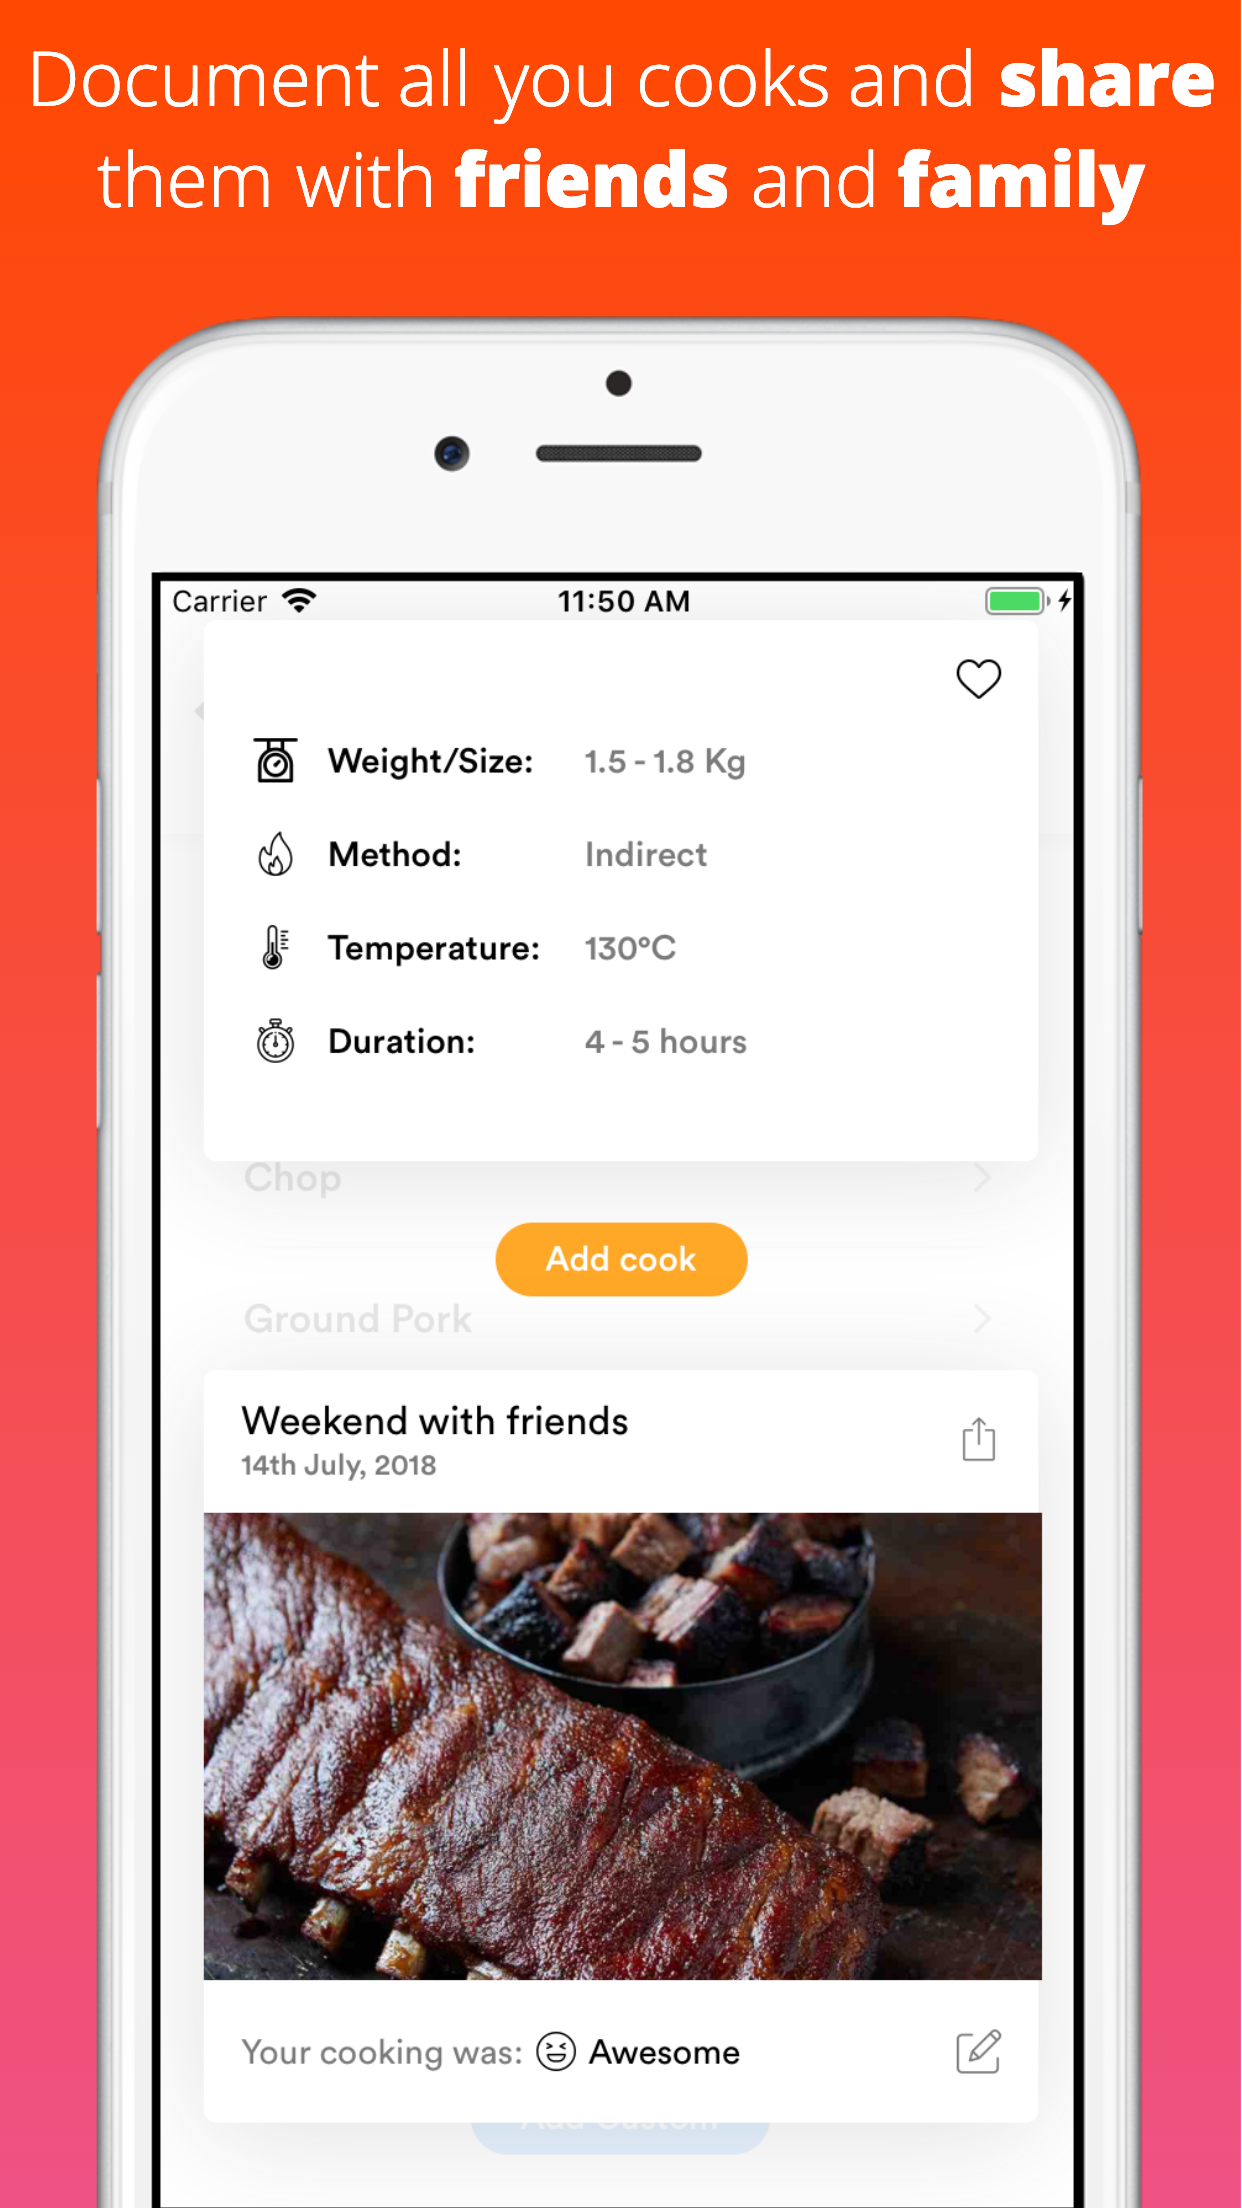 Document all you cooks and share
them with friends and family
Carrier 11:50 AM
Weight/Size: 1.5 - 1.8 Kg
Method: Indirect
Temperature: 130°C
Duration: 4 - 5 hours
Chop
Add cook
Ground Pork
Weekend with friends
14th July, 2018
Your cooking was: Awesome
Add Custom